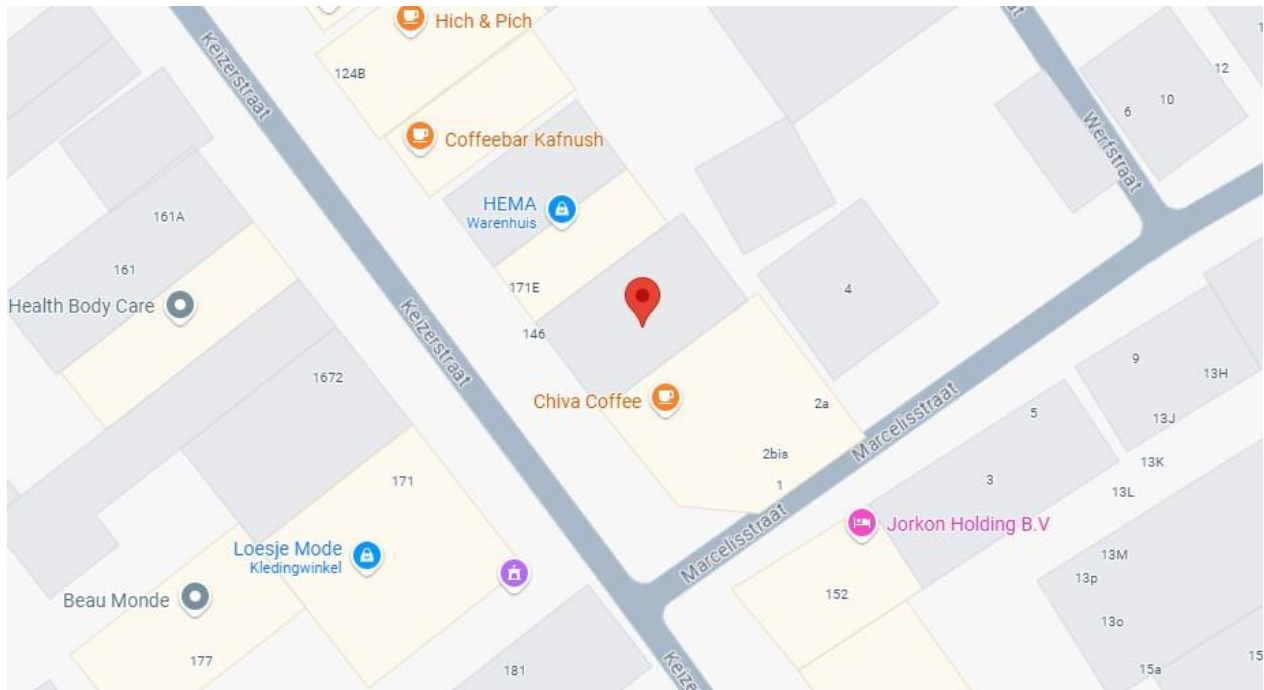 Hich & Pich
Keizerstraat
124B
Coffeebar Kafnush
12
10
6
Werfstraat
HEMA
Warenhuis
161A
161
Health Body Care
171E
146
4
Keizerstraat
1672
Chiva Coffee
2a
2bis
1
Marcelisstraat
9
13H
13J
5
13K
3
13L
171
Jorkon Holding B.V
Marcelisstraat
Loesje Mode
Kledingwinkel
Beau Monde
152
13M
13p
13o
15a
177
181